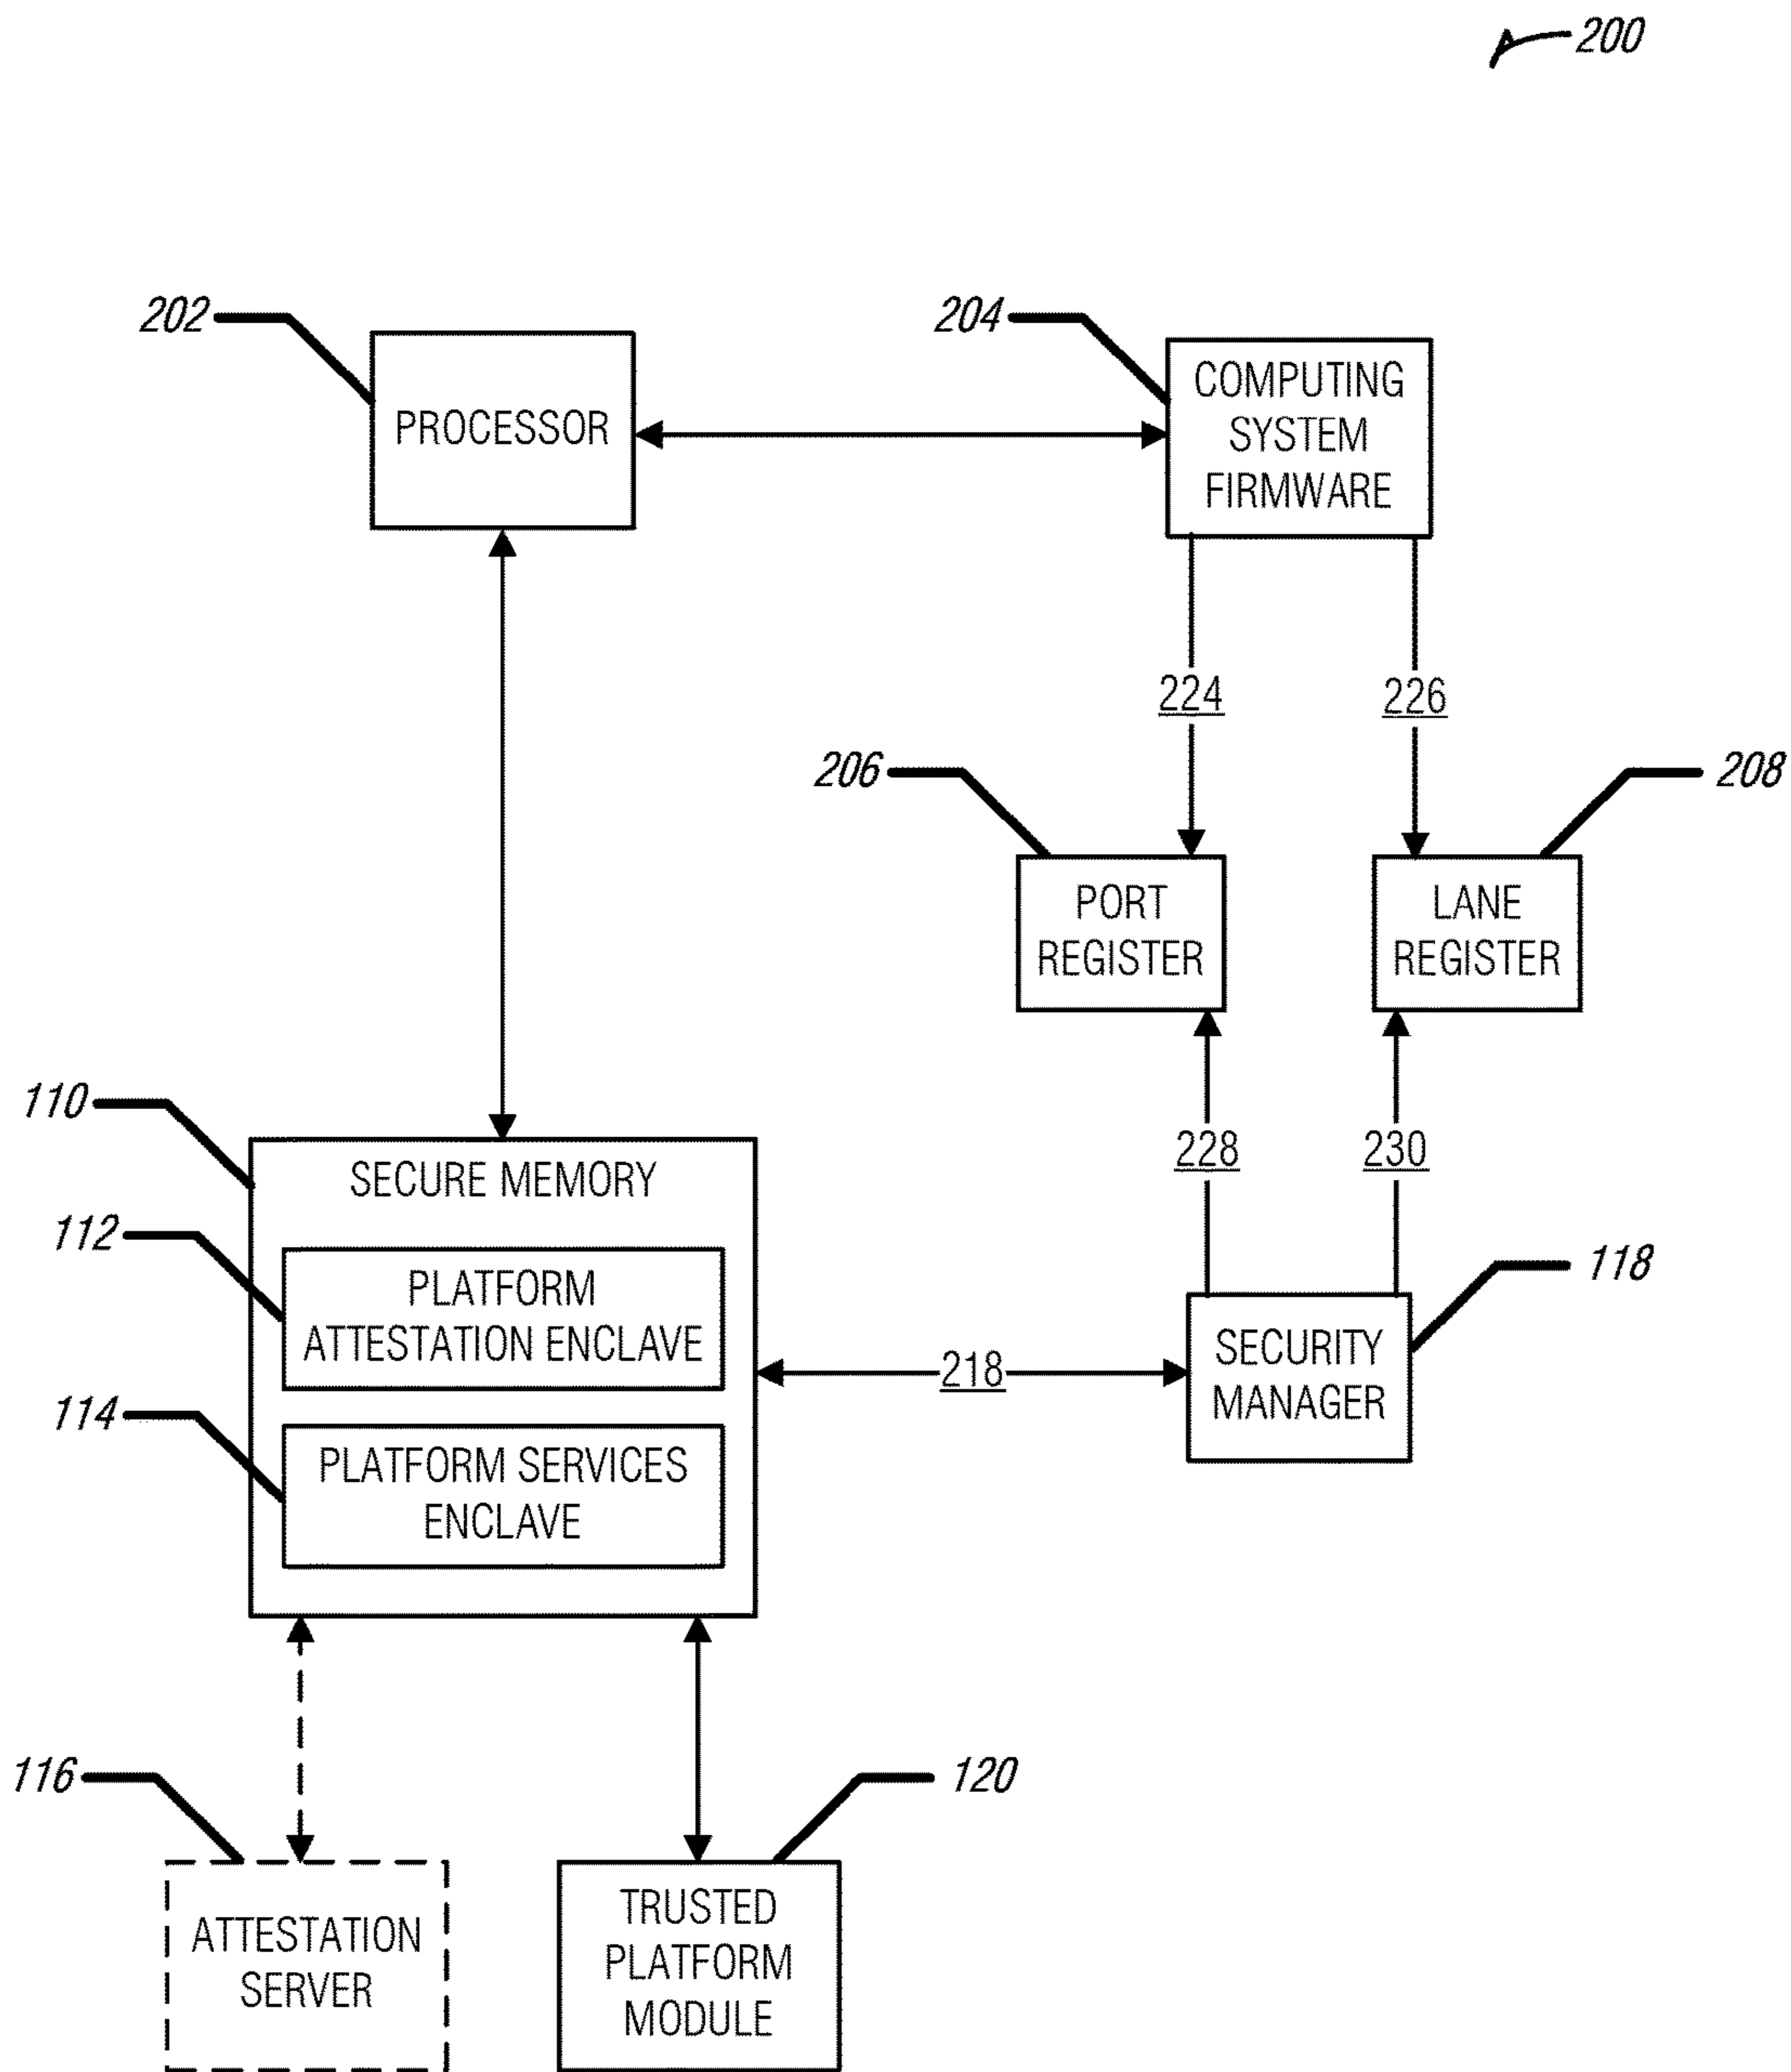 200
202
PROCESSOR
204
COMPUTING
SYSTEM
FIRMWARE
224
226
206
PORT
REGISTER
208
LANE
REGISTER
110
SECURE MEMORY
112
PLATFORM
ATTESTATION ENCLAVE
114
PLATFORM SERVICES
ENCLAVE
228
230
218
118
SECURITY
MANAGER
116
ATTESTATION
SERVER
120
TRUSTED
PLATFORM
MODULE